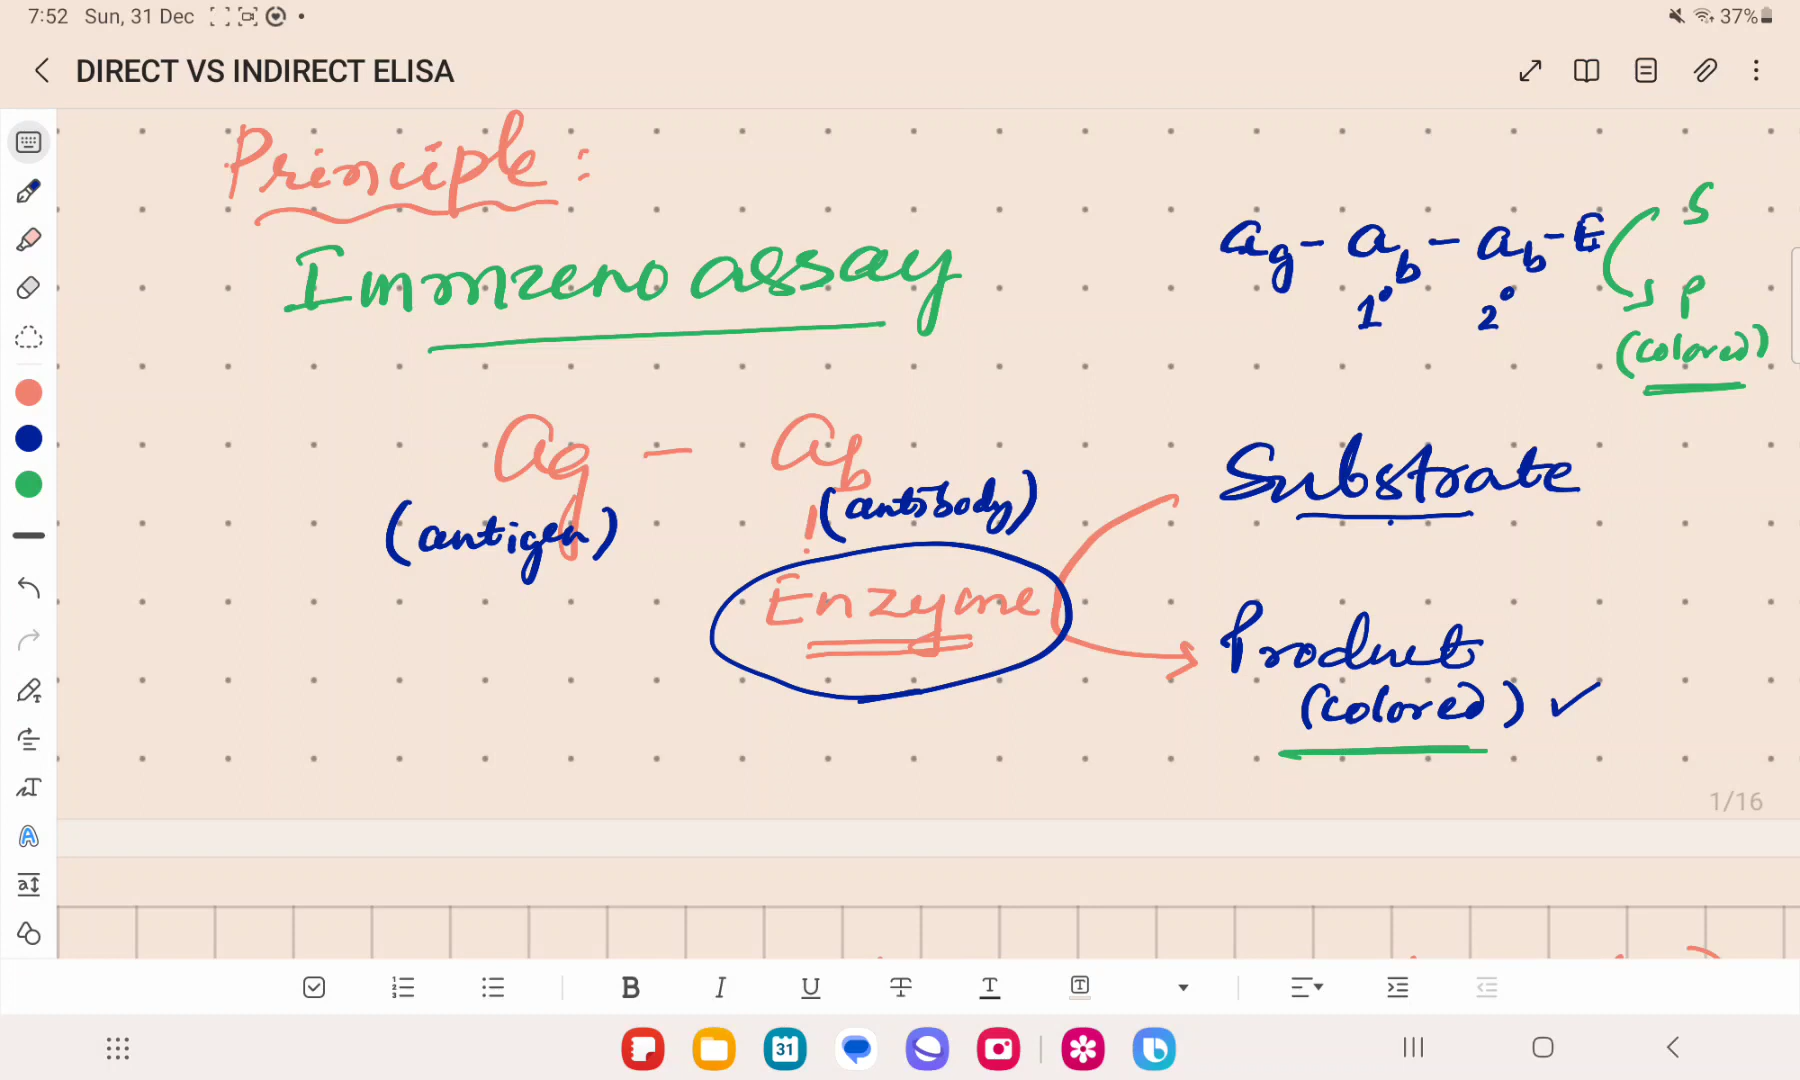 7:52 Sun, 31 Dec
37%
DIRECT VS INDIRECT ELISA
Principle:
Immuno assay
ag - ab - ab - E
1° 2°
S
P
(colored)
ag - ab
(antigen)
(antibody)
Enzyme
Substrate
Product
(colored) ✓
1/16
31